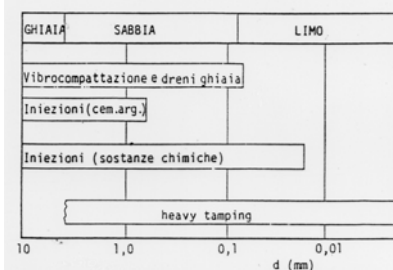 GHIAIA SABBIA LIMO
Vibrocompattazione e dreni ghiaia
Iniezioni(cem.arg.)
Iniezioni (sostanze chimiche)
heavy tamping
10 1,0 0,1 0,01
d (mm)